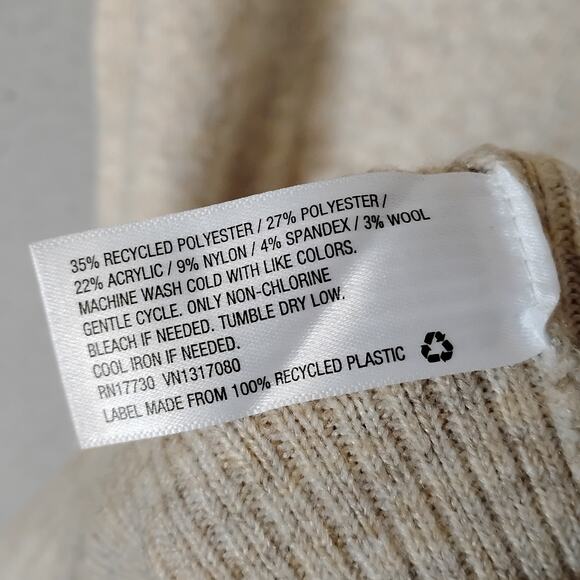 35% RECYCLED POLYESTER / 27% POLYESTER /
22% ACRYLIC / 9% NYLON / 4% SPANDEX / 3% WOOL
MACHINE WASH COLD WITH LIKE COLORS.
GENTLE CYCLE. ONLY NON-CHLORINE
BLEACH IF NEEDED. TUMBLE DRY LOW.
COOL IRON IF NEEDED.
RN17730 VN1317080
LABEL MADE FROM 100% RECYCLED PLASTIC